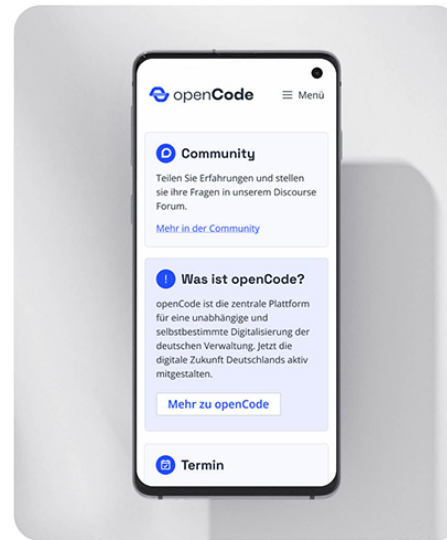 openCode
Menü
Community
Teilen Sie Erfahrungen und stellen
sie ihre Fragen in unserem Discourse
Forum.
Mehr in der Community
Was ist openCode?
openCode ist die zentrale Plattform
für eine unabhängige und
selbstbestimmte Digitalisierung der
deutschen Verwaltung. Jetzt die
digitale Zukunft Deutschlands aktiv
mitgestalten.
Mehr zu openCode
Termin